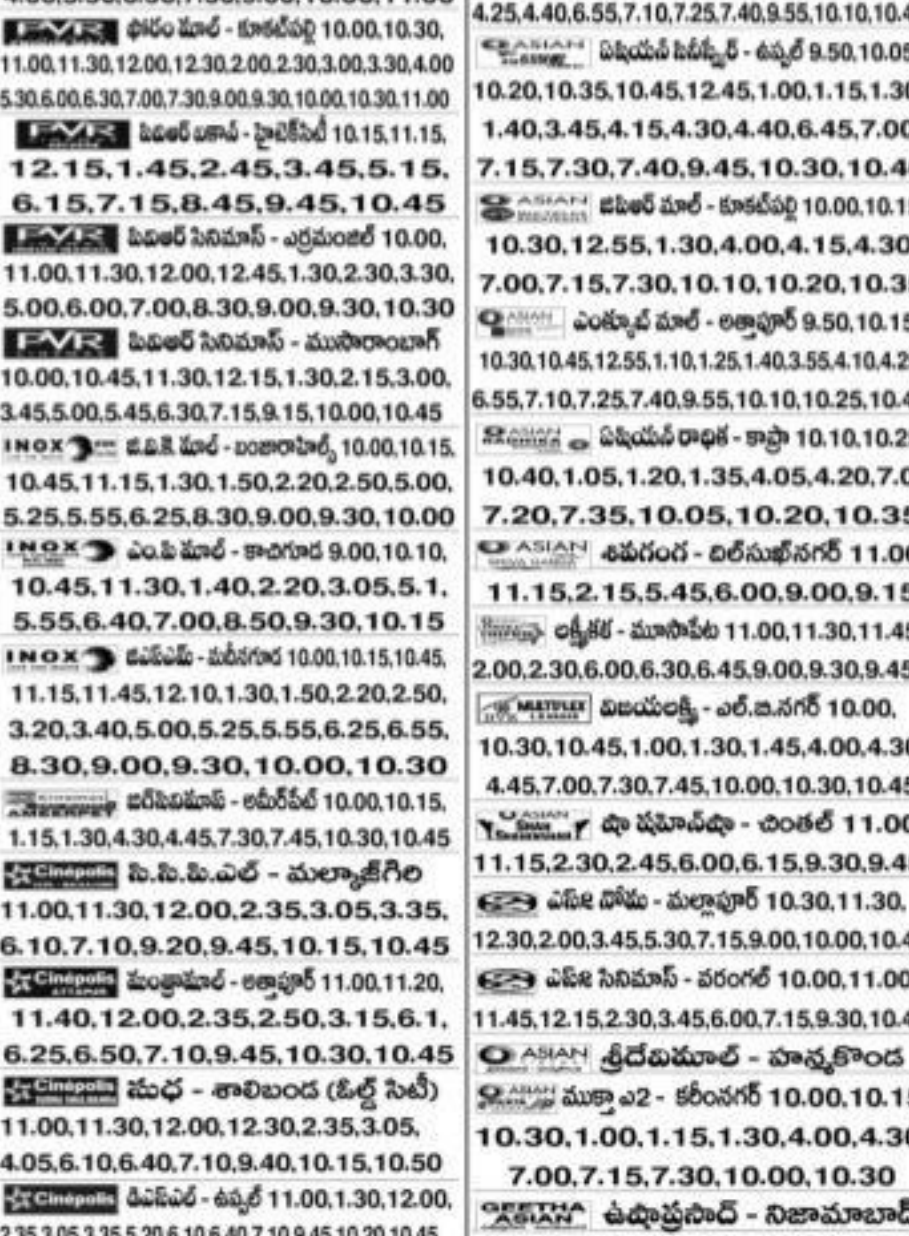 PVR ఫోరం మాల్ - కూకట్‌పల్లి 10.00,10.30,
11.00,11.30,12.00,12.30,2.00,2.30,3.00,3.30,4.00
5.30.6.00,6.30,7.00,7.30.9.00.9.30,10.00,10.30.11.00
PVR పివిఆర్ ఐకాన్ - హైటెక్‌సిటీ 10.15,11.15,
12.15,1.45,2.45,3.45,5.15,
6.15,7.15,8.45,9.45,10.45
PVR పివిఆర్ సినిమాస్ - ఎర్రమంజిల్ 10.00,
11.00,11.30,12.00,12.45,1.30,2.30,3.30,
5.00,6.00,7.00,8.30,9.00,9.30,10.30
PVR పివిఆర్ సినిమాస్ - ముసారాంబాగ్
10.00,10.45,11.30,12.15,1.30,2.15,3.00,
3.45,5.00,5.45,6.30,7.15,9.15,10.00,10.45
INOX జి.వి.కె మాల్ - బంజారాహిల్స్ 10.00,10.15,
10.45,11.15,1.30,1.50,2.20,2.50,5.00,
5.25,5.55,6.25,8.30,9.00,9.30,10.00
INOX ఎం.పి మాల్ - కాచిగూడ 9.00,10.10,
10.45,11.30,1.40,2.20,3.05,5.1,
5.55,6.40,7.00,8.50,9.30,10.15
INOX జిఎస్ఎమ్ - మదీనగూడ 10.00,10.15,10.45,
11.15,11.45,12.10,1.30,1.50,2.20,2.50,
3.20,3.40,5.00,5.25,5.55,6.25,6.55,
8.30,9.00,9.30,10.00,10.30
AMEERPET బిగ్‌సినిమాస్ - అమీర్‌పేట్ 10.00,10.15,
1.15,1.30,4.30,4.45,7.30,7.45,10.30,10.45
Cinépolis సి.సి.పి.ఎల్ - మల్కాజ్‌గిరి
11.00,11.30,12.00,2.35,3.05,3.35,
6.10,7.10,9.20,9.45,10.15,10.45
Cinépolis ATTAPUR మంత్రామాల్ - అత్తాపూర్ 11.00,11.20,
11.40,12.00,2.35,2.50,3.15,6.1,
6.25,6.50,7.10,9.45,10.30,10.45
Cinépolis సుధ - శాలిబండ (ఓల్డ్ సిటీ)
11.00,11.30,12.00,12.30,2.35,3.05,
4.05,6.10,6.40,7.10,9.40,10.15,10.50
Cinépolis డిఎస్ఎల్ - ఉప్పల్ 11.00,1.30,12.00,
2.35,3.05,3.35,5.20,6.10,6.40,7.10,9.45,10.20,10.45
4.25,4.40,6.55,7.10,7.25,7.40,9.55,10.10,10.4
ASIAN ఏషియన్ సినీస్క్వేర్ - ఉప్పల్ 9.50,10.05
10.20,10.35,10.45,12.45,1.00,1.15,1.30
1.40,3.45,4.15,4.30,4.40,6.45,7.00
7.15,7.30,7.40,9.45,10.30,10.4
ASIAN జిపిఆర్ మాల్ - కూకట్‌పల్లి 10.00,10.1
10.30,12.55,1.30,4.00,4.15,4.30
7.00,7.15,7.30,10.10,10.20,10.3
ASIAN ఎంక్యూబ్ మాల్ - అత్తాపూర్ 9.50,10.15
10.30,10.45,12.55,1.10,1.25,1.40,3.55,4.10,4.2
6.55,7.10,7.25,7.40,9.55,10.10,10.25,10.4
ఏషియన్ రాధిక - కాప్రా 10.10,10.2
10.40,1.05,1.20,1.35,4.05,4.20,7.0
7.20,7.35,10.05,10.20,10.35
ASIAN శివగంగ - దిల్‌సుఖ్‌నగర్ 11.00
11.15,2.15,5.45,6.00,9.00,9.15
లక్ష్మీకళ - మూసాపేట 11.00,11.30,11.45
2.00,2.30,6.00,6.30,6.45,9.00,9.30,9.45
MULTIPLEX విజయలక్ష్మి - ఎల్.బి.నగర్ 10.00,
10.30,10.45,1.00,1.30,1.45,4.00,4.30
4.45,7.00,7.30,7.45,10.00,10.30,10.45
ASIAN SHAH SHAHENSHAH షా షహెన్‌షా - చింతల్ 11.00
11.15,2.30,2.45,6.00,6.15,9.30,9.4
ఎస్‌వి నోమ - మల్లాపూర్ 10.30,11.30,
12.30,2.00,3.45,5.30,7.15,9.00,10.00,10.4
ఎస్‌వి సినిమాస్ - వరంగల్ 10.00,11.00
11.45,12.15,2.30,3.45,6.00,7.15,9.30,10.4
ASIAN శ్రీదేవిమాల్ - హన్మకొండ
ASIAN ముక్తా ఎ2 - కరీంనగర్ 10.00,10.15
10.30,1.00,1.15,1.30,4.00,4.30
7.00,7.15,7.30,10.00,10.30
GEETHA ASIAN ఉషాప్రసాద్ - నిజామాబాద్